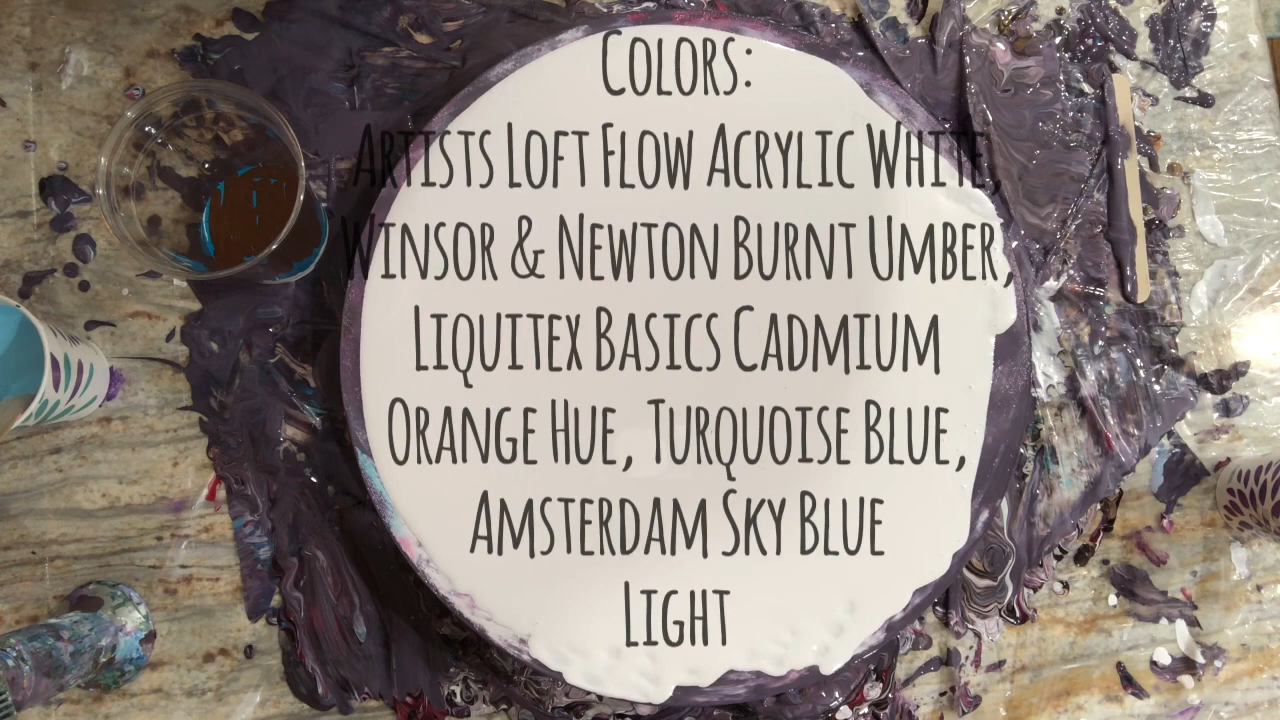 Colors:
Artists Loft Flow Acrylic White,
Winsor & Newton Burnt Umber,
Liquitex Basics Cadmium
Orange Hue, Turquoise Blue,
Amsterdam Sky Blue
Light